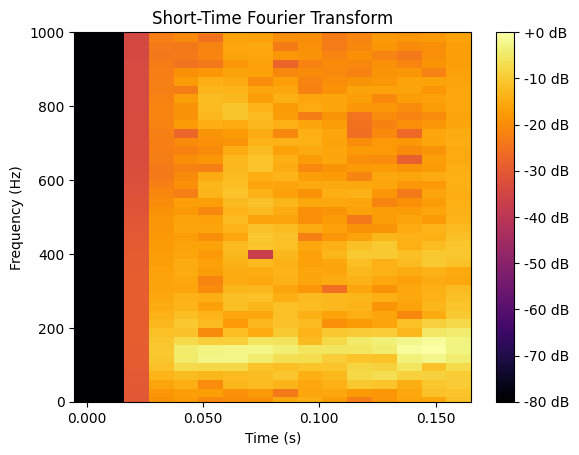 Short-Time Fourier Transform
1000
800
600
400
200
0
Frequency (Hz)
0.000
0.050
0.100
0.150
Time (s)
+0 dB
-10 dB
-20 dB
-30 dB
-40 dB
-50 dB
-60 dB
-70 dB
-80 dB